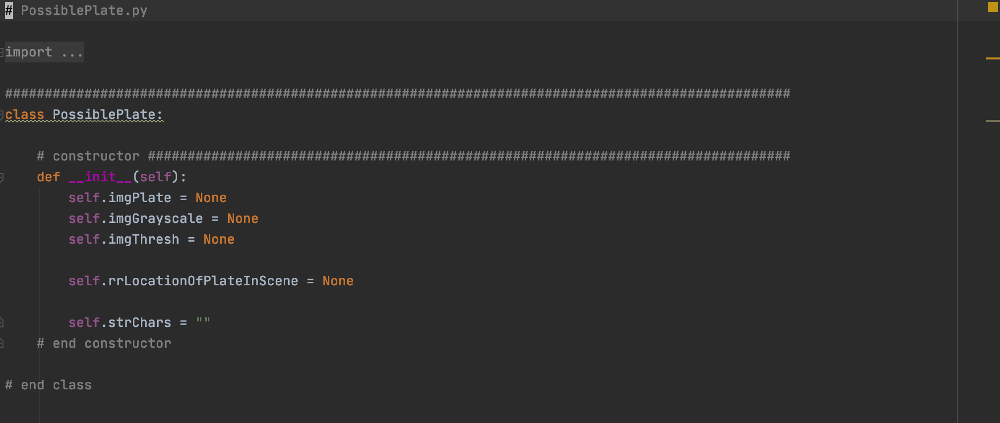 # PossiblePlate.py
import ...
###################################################################################################
class PossiblePlate:
# constructor #################################################################################
def __init__(self):
self.imgPlate = None
self.imgGrayscale = None
self.imgThresh = None
self.rrLocationOfPlateInScene = None
self.strChars = ""
# end constructor
# end class